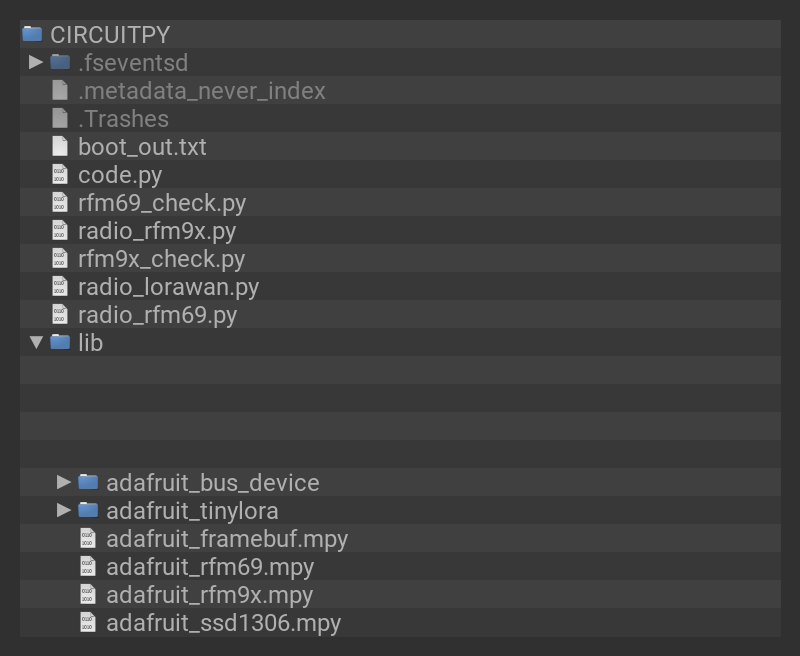 CIRCUITPY
.fseventsd
.metadata_never_index
.Trashes
boot_out.txt
code.py
rfm69_check.py
radio_rfm9x.py
rfm9x_check.py
radio_lorawan.py
radio_rfm69.py
lib
adafruit_bus_device
adafruit_tinylora
adafruit_framebuf.mpy
adafruit_rfm69.mpy
adafruit_rfm9x.mpy
adafruit_ssd1306.mpy